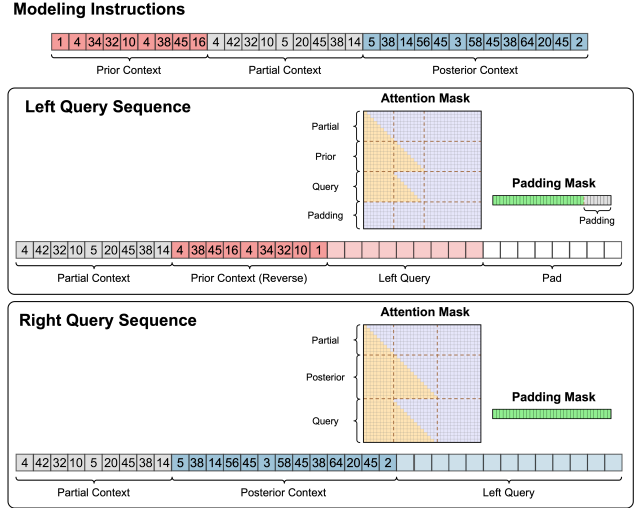 Modeling Instructions
1 4 34 32 10 4 38 45 16 4 42 32 10 5 20 45 38 14 5 38 14 56 45 3 58 45 38 64 20 45 2
Prior Context Partial Context Posterior Context
Left Query Sequence
Attention Mask
Partial
Prior
Query
Padding
Padding Mask
Padding
4 42 32 10 5 20 45 38 14 4 38 45 16 4 34 32 10 1
Partial Context Prior Context (Reverse) Left Query Pad
Right Query Sequence
Attention Mask
Partial
Posterior
Query
Padding Mask
4 42 32 10 5 20 45 38 14 5 38 14 56 45 3 58 45 38 64 20 45 2
Partial Context Posterior Context Left Query